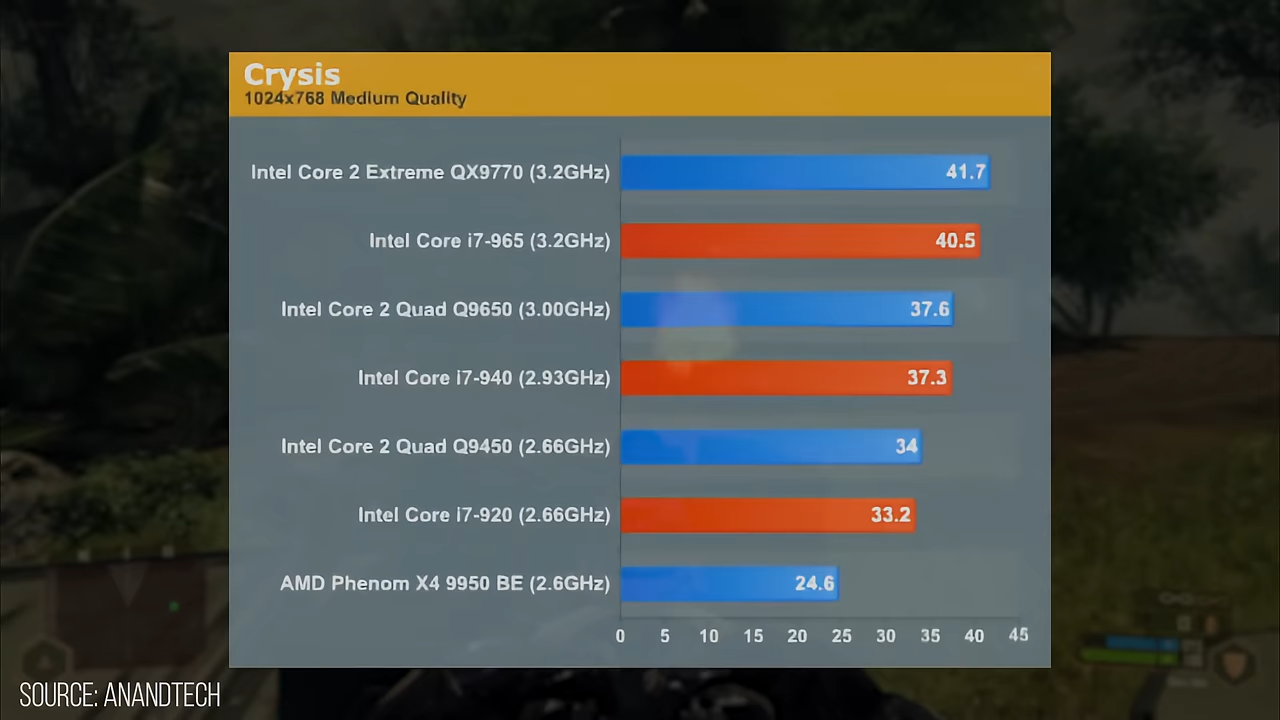 Crysis
1024x768 Medium Quality
Intel Core 2 Extreme QX9770 (3.2GHz) 41.7
Intel Core i7-965 (3.2GHz) 40.5
Intel Core 2 Quad Q9650 (3.00GHz) 37.6
Intel Core i7-940 (2.93GHz) 37.3
Intel Core 2 Quad Q9450 (2.66GHz) 34
Intel Core i7-920 (2.66GHz) 33.2
AMD Phenom X4 9950 BE (2.6GHz) 24.6
0 5 10 15 20 25 30 35 40 45
SOURCE: ANANDTECH